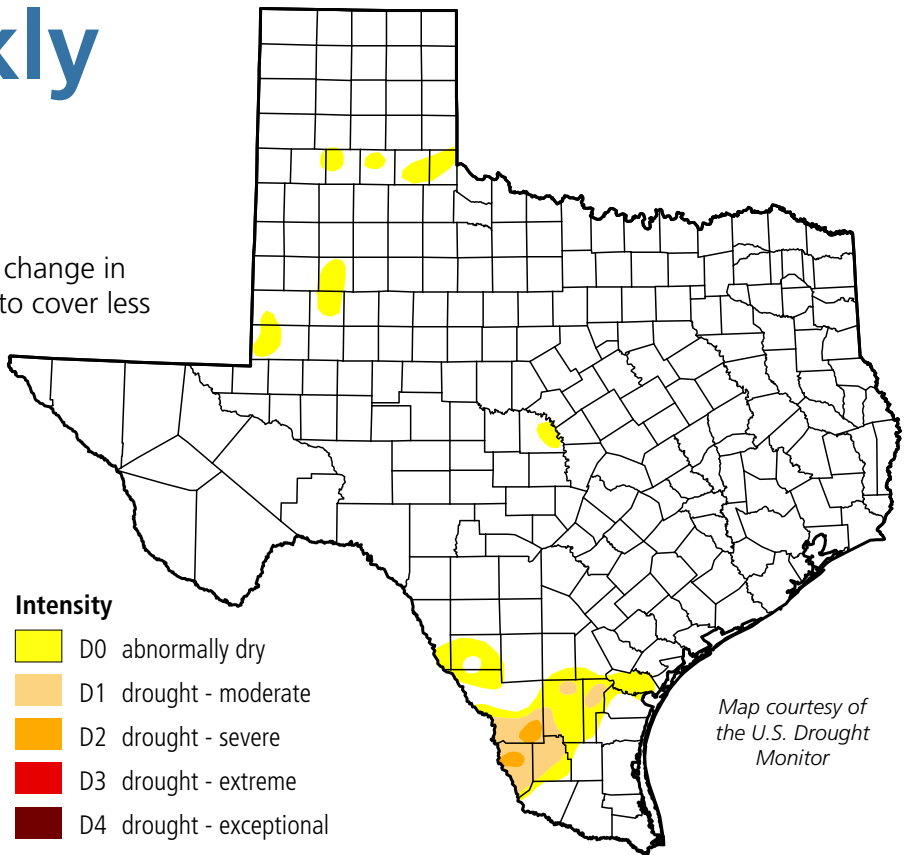 kly
change in
to cover less
Intensity
D0 abnormally dry
D1 drought - moderate
D2 drought - severe
D3 drought - extreme
D4 drought - exceptional
Map courtesy of
the U.S. Drought
Monitor